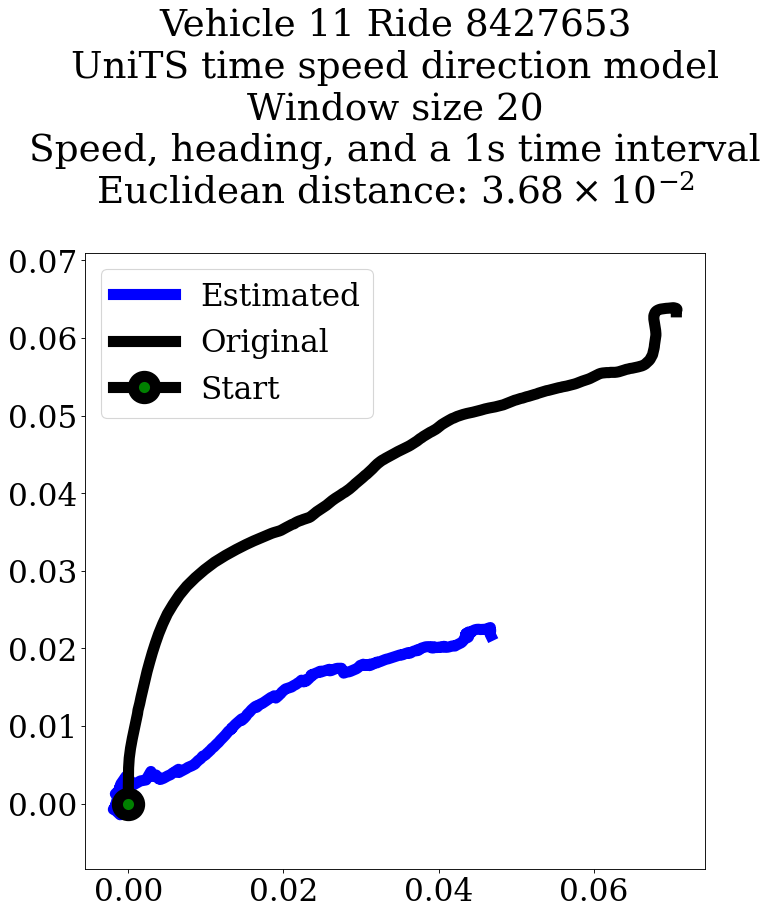 Vehicle 11 Ride 8427653
UniTS time speed direction model
Window size 20
Speed, heading, and a 1s time interval
Euclidean distance: 3.68 × 10⁻²
0.07
0.06
0.05
0.04
0.03
0.02
0.01
0.00
Estimated
Original
Start
0.00 0.02 0.04 0.06